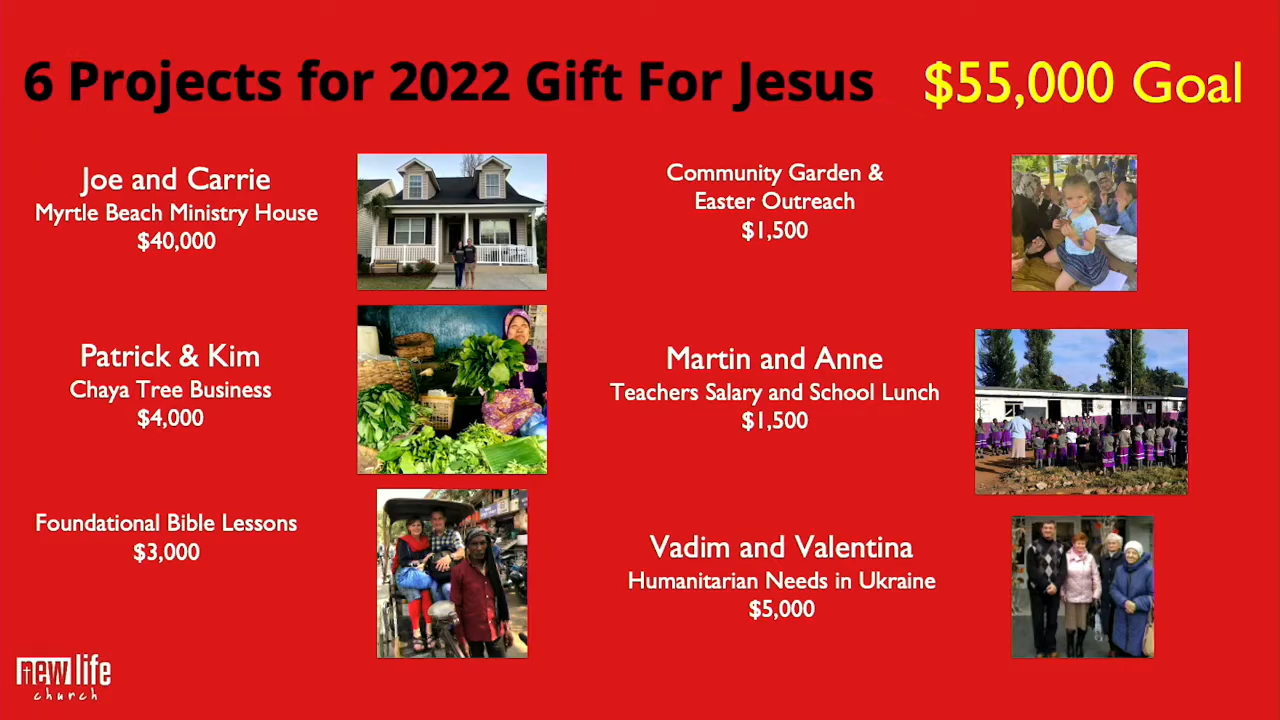 6 Projects for 2022 Gift For Jesus $55,000 Goal
Joe and Carrie
Myrtle Beach Ministry House
$40,000
Patrick & Kim
Chaya Tree Business
$4,000
Foundational Bible Lessons
$3,000
Community Garden &
Easter Outreach
$1,500
Martin and Anne
Teachers Salary and School Lunch
$1,500
Vadim and Valentina
Humanitarian Needs in Ukraine
$5,000
new life
church